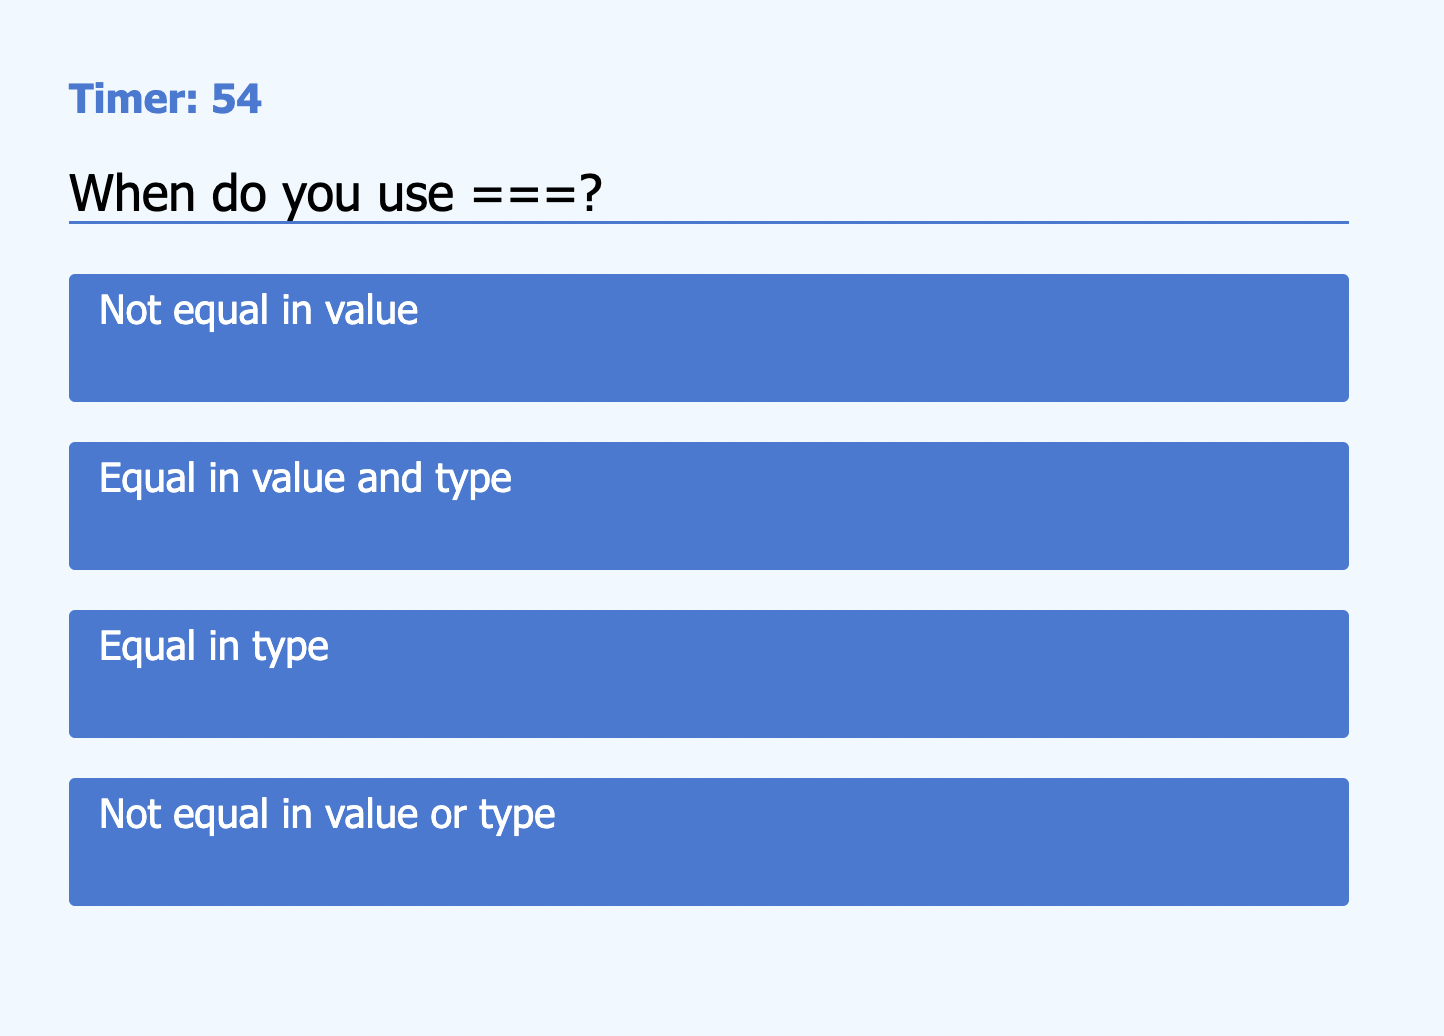 Timer: 54
When do you use ===?
Not equal in value
Equal in value and type
Equal in type
Not equal in value or type